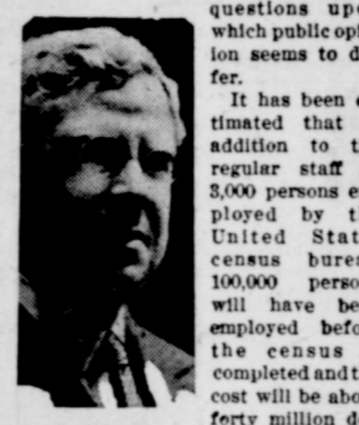 questions upo
which public opi
ion seems to d
fer.
It has been e
timated that
addition to t
regular staff
3,000 persons e
ployed by t
United Stat
census burea
100,000 perso
will have be
employed befo
the census
completed and t
cost will be abo
forty million d